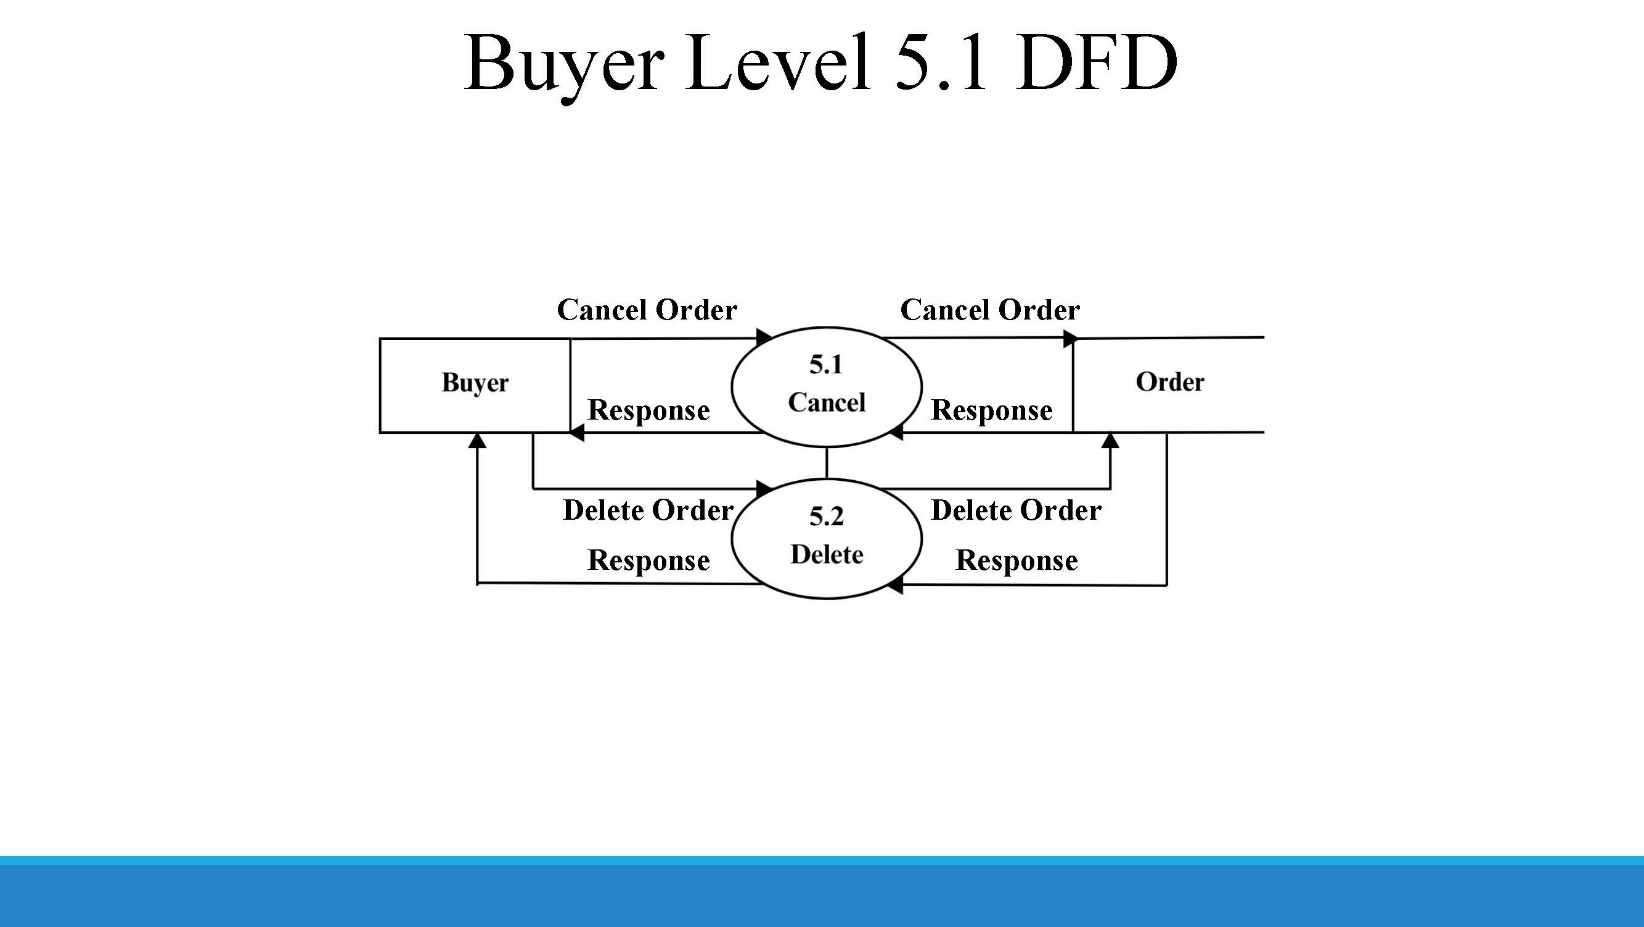 Buyer Level 5.1 DFD
Cancel Order
Cancel Order
Buyer
5.1
Cancel
Order
Response
Response
Delete Order
5.2
Delete
Delete Order
Response
Response